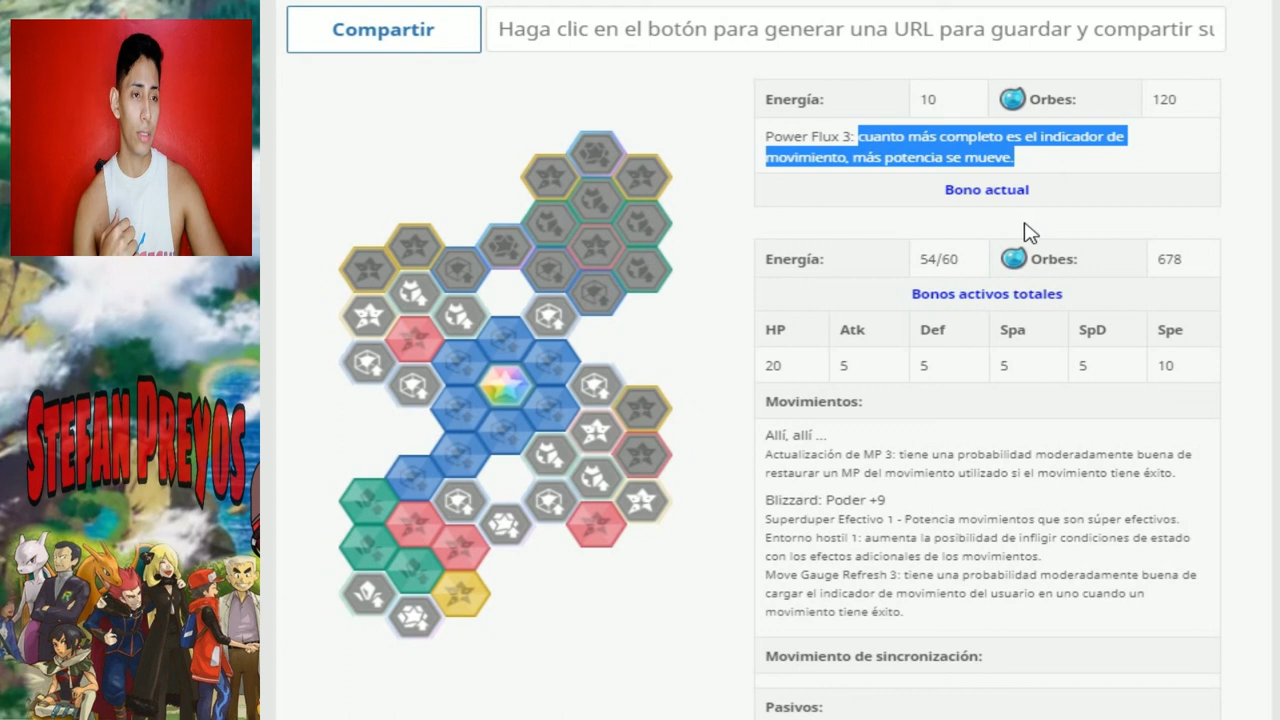 Compartir
Haga clic en el botón para generar una URL para guardar y compartir su
Energía: 10 Orbes: 120
Power Flux 3: cuanto más completo es el indicador de
movimiento, más potencia se mueve.
Bono actual
Energía: 54/60 Orbes: 678
Bonos activos totales
HP Atk Def Spa SpD Spe
20 5 5 5 5 10
Movimientos:
Allí, allí ...
Actualización de MP 3: tiene una probabilidad moderadamente buena de
restaurar un MP del movimiento utilizado si el movimiento tiene éxito.
Blizzard: Poder +9
Superduper Efectivo 1 - Potencia movimientos que son súper efectivos.
Entorno hostil 1: aumenta la posibilidad de infligir condiciones de estado
con los efectos adicionales de los movimientos.
Move Gauge Refresh 3: tiene una probabilidad moderadamente buena de
cargar el indicador de movimiento del usuario en uno cuando un
movimiento tiene éxito.
Movimiento de sincronización:
Pasivos:
STEFAN PREYOS